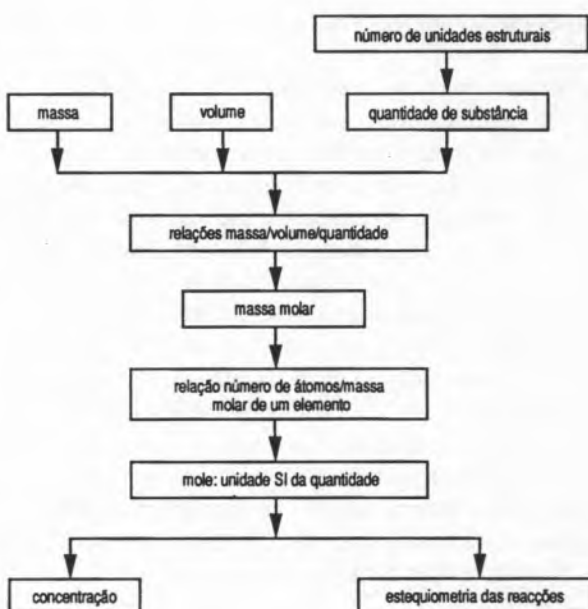 número de unidades estruturais
massa
volume
quantidade de substância
relações massa/volume/quantidade
massa molar
relação número de átomos/massa
molar de um elemento
mole: unidade SI da quantidade
concentração
estequiometria das reacções